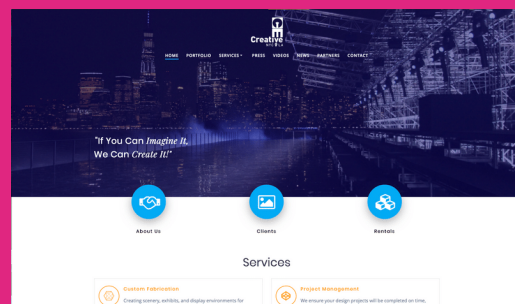 Creative
NYC LA
HOME PORTFOLIO SERVICES PRESS VIDEOS NEWS PARTNERS CONTACT
"If You Can Imagine It,
We Can Create It!"
About Us Clients Rentals
Services
Custom Fabrication Project Management
Creating scenery, exhibits, and display environments for We ensure your design projects will be completed on time,